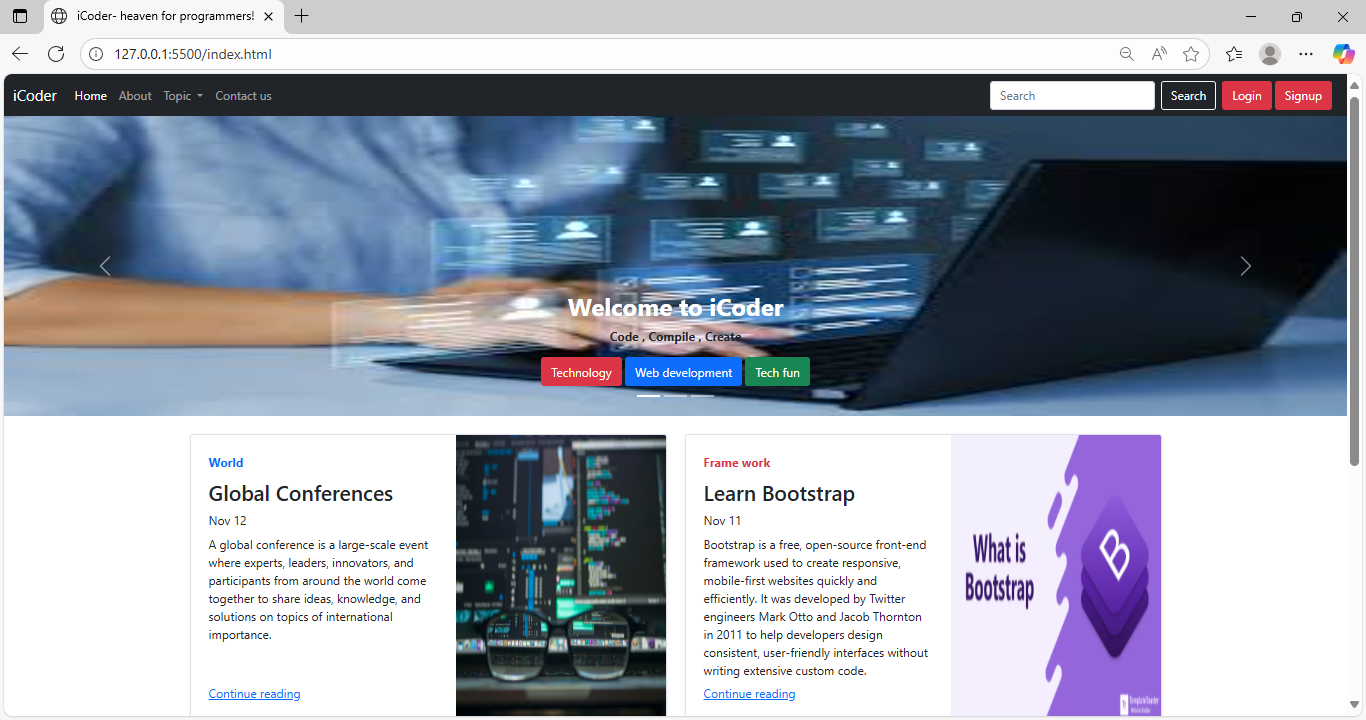 iCoder- heaven for programmers!
127.0.0.1:5500/index.html
iCoder Home About Topic Contact us Search Search Login Signup
Welcome to iCoder
Code , Compile , Create
Technology Web development Tech fun
World
Global Conferences
Nov 12
A global conference is a large-scale event
where experts, leaders, innovators, and
participants from around the world come
together to share ideas, knowledge, and
solutions on topics of international
importance.
Continue reading
Frame work
Learn Bootstrap
Nov 11
Bootstrap is a free, open-source front-end
framework used to create responsive,
mobile-first websites quickly and
efficiently. It was developed by Twitter
engineers Mark Otto and Jacob Thornton
in 2011 to help developers design
consistent, user-friendly interfaces without
writing extensive custom code.
Continue reading
What is
Bootstrap
B
TemplateToaster